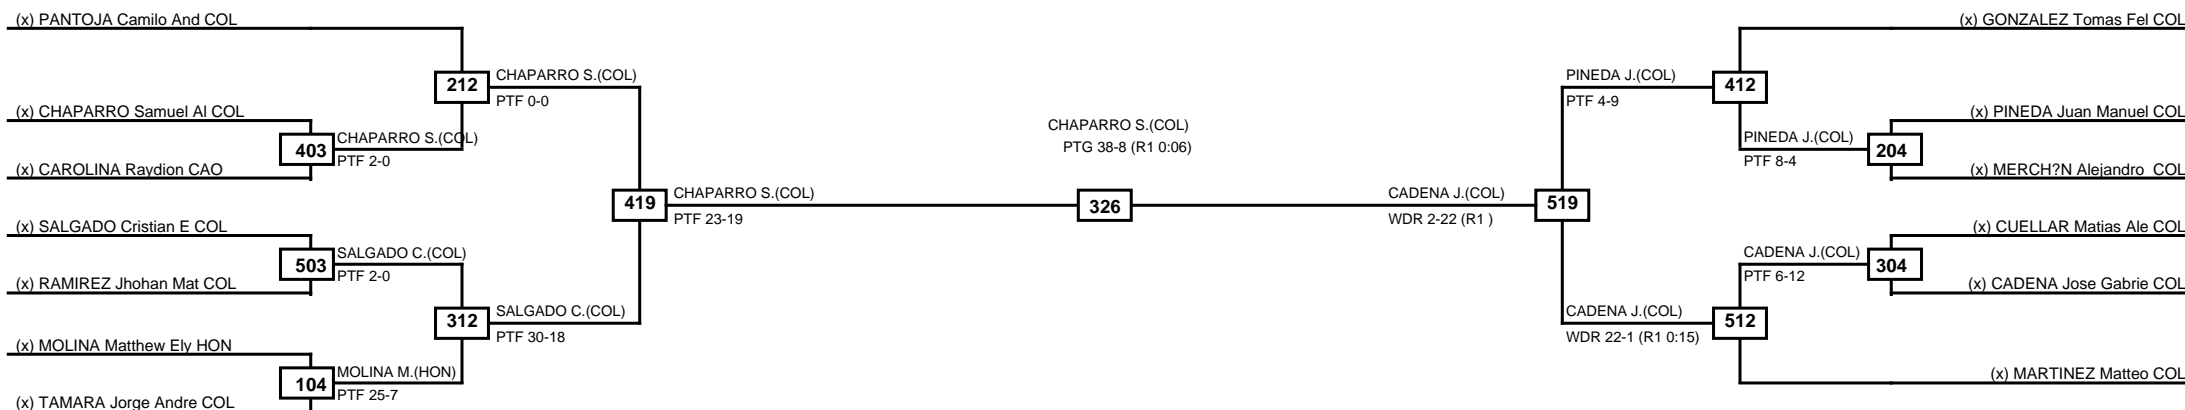 (x) PANTOJA Camilo And COL
(x) GONZALEZ Tomas Fel COL
212
CHAPARRO S.(COL)
PTF 0-0
PINEDA J.(COL)
PTF 4-9
412
(x) CHAPARRO Samuel Al COL
(x) PINEDA Juan Manuel COL
403
CHAPARRO S.(COL)
PTF 2-0
CHAPARRO S.(COL)
PTG 38-8 (R1 0:06)
PINEDA J.(COL)
PTF 8-4
204
(x) CAROLINA Raydion CAO
(x) MERCH?N Alejandro  COL
419
CHAPARRO S.(COL)
PTF 23-19
326
CADENA J.(COL)
WDR 2-22 (R1 )
519
(x) SALGADO Cristian E COL
(x) CUELLAR Matias Ale COL
503
SALGADO C.(COL)
PTF 2-0
CADENA J.(COL)
PTF 6-12
304
(x) RAMIREZ Jhohan Mat COL
(x) CADENA Jose Gabrie COL
312
SALGADO C.(COL)
PTF 30-18
CADENA J.(COL)
WDR 22-1 (R1 0:15)
512
(x) MOLINA Matthew Ely HON
104
MOLINA M.(HON)
PTF 25-7
(x) MARTINEZ Matteo COL
(x) TAMARA Jorge Andre COL